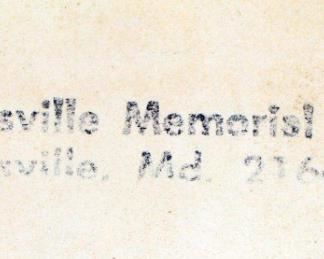 sville Memorial
sville, Md. 216